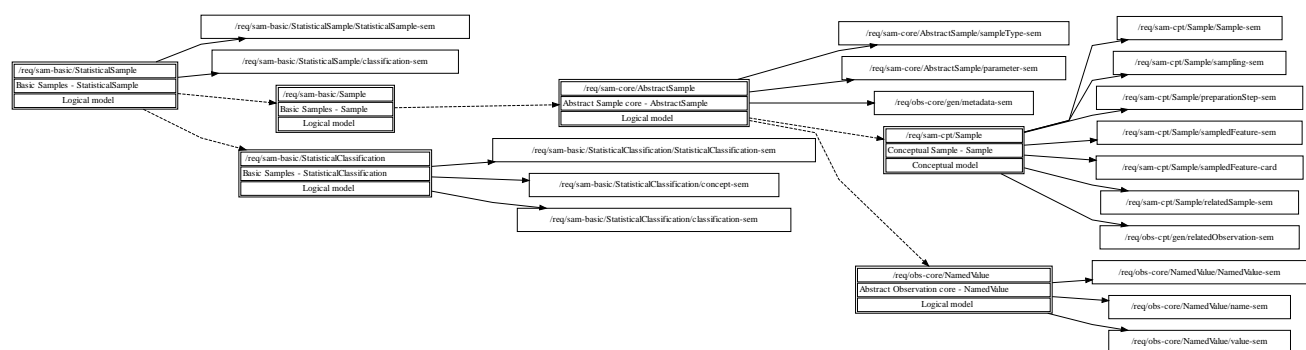 /req/sam-basic/StatisticalSample
Basic Samples - StatisticalSample
Logical model
/req/sam-basic/StatisticalSample/StatisticalSample-sem
/req/sam-basic/StatisticalSample/classification-sem
/req/sam-basic/Sample
Basic Samples - Sample
Logical model
/req/sam-basic/StatisticalClassification
Basic Samples - StatisticalClassification
Logical model
/req/sam-basic/StatisticalClassification/StatisticalClassification-sem
/req/sam-basic/StatisticalClassification/concept-sem
/req/sam-basic/StatisticalClassification/classification-sem
/req/sam-core/AbstractSample
Abstract Sample core - AbstractSample
Logical model
/req/sam-core/AbstractSample/sampleType-sem
/req/sam-core/AbstractSample/parameter-sem
/req/obs-core/gen/metadata-sem
/req/sam-cpt/Sample
Conceptual Sample - Sample
Conceptual model
/req/sam-cpt/Sample/Sample-sem
/req/sam-cpt/Sample/sampling-sem
/req/sam-cpt/Sample/preparationStep-sem
/req/sam-cpt/Sample/sampledFeature-sem
/req/sam-cpt/Sample/sampledFeature-card
/req/sam-cpt/Sample/relatedSample-sem
/req/obs-cpt/gen/relatedObservation-sem
/req/obs-core/NamedValue
Abstract Observation core - NamedValue
Logical model
/req/obs-core/NamedValue/NamedValue-sem
/req/obs-core/NamedValue/name-sem
/req/obs-core/NamedValue/value-sem